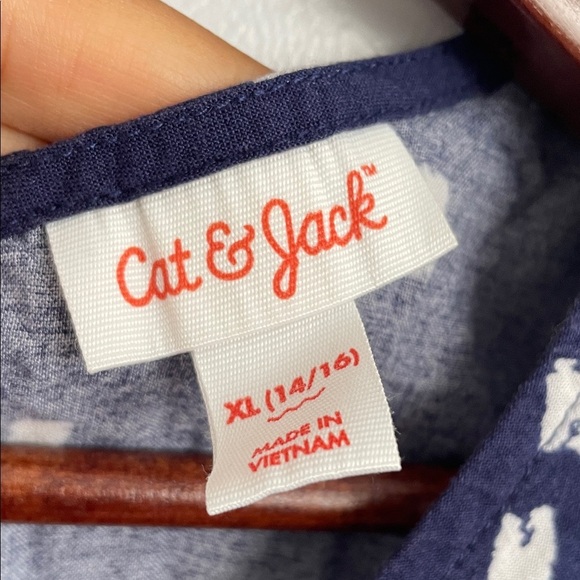 Cat & Jack™
XL (14/16)
MADE IN
VIETNAM